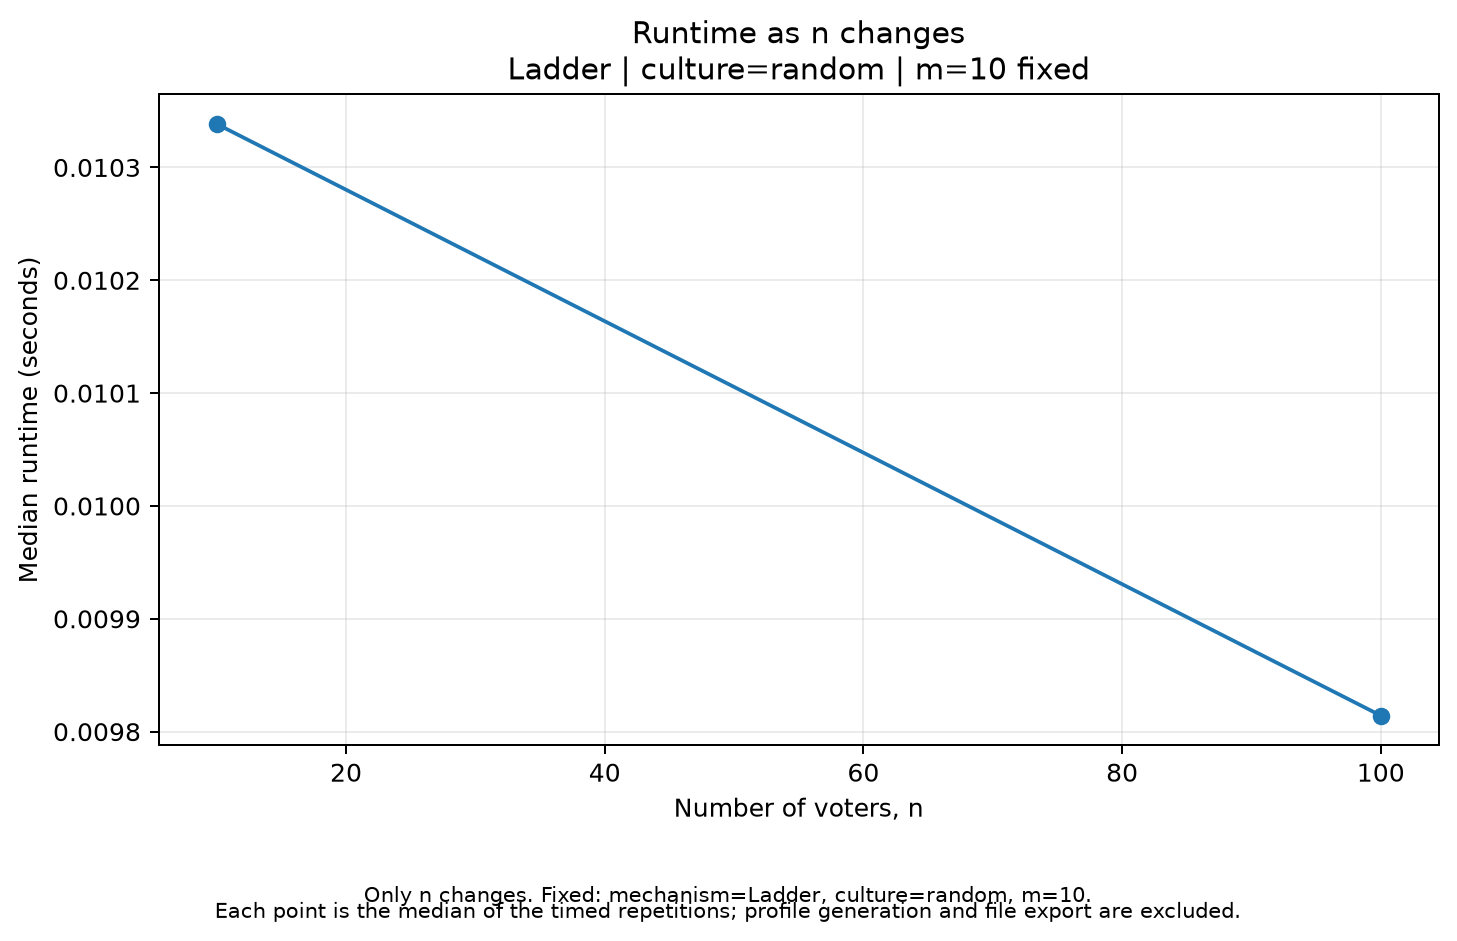 Runtime as n changes
Ladder | culture=random | m=10 fixed
Median runtime (seconds)
0.0103
0.0102
0.0101
0.0100
0.0099
0.0098
20 40 60 80 100
Number of voters, n
Only n changes. Fixed: mechanism=Ladder, culture=random, m=10.
Each point is the median of the timed repetitions; profile generation and file export are excluded.